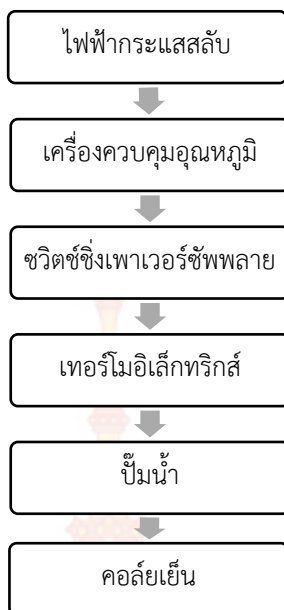 ไฟฟ้ากระแสสลับ
เครื่องควบคุมอุณหภูมิ
ซวิตช์ชิ่งเพาเวอร์ซัพพลาย
เทอร์โมอิเล็กทริกส์
ปั๊มน้ำ
คอล์ยเย็น